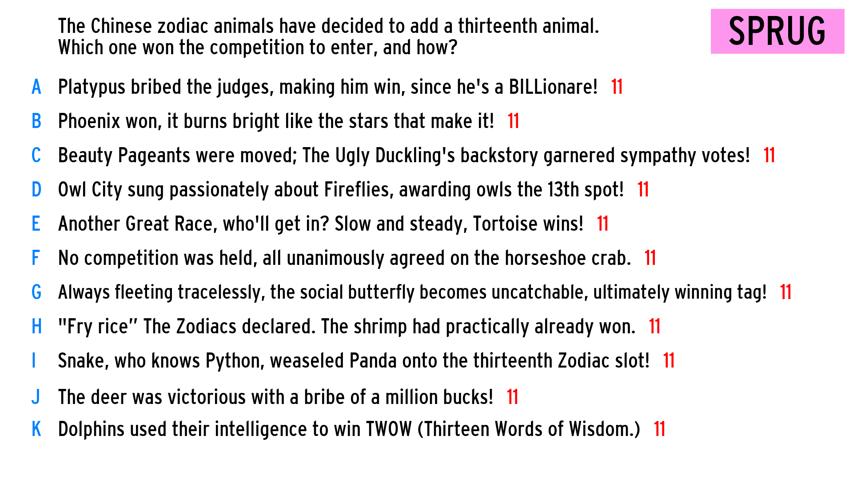 The Chinese zodiac animals have decided to add a thirteenth animal.
Which one won the competition to enter, and how?
SPRUG
A Platypus bribed the judges, making him win, since he's a BILLionare! 11
B Phoenix won, it burns bright like the stars that make it! 11
C Beauty Pageants were moved; The Ugly Duckling's backstory garnered sympathy votes! 11
D Owl City sung passionately about Fireflies, awarding owls the 13th spot! 11
E Another Great Race, who'll get in? Slow and steady, Tortoise wins! 11
F No competition was held, all unanimously agreed on the horseshoe crab. 11
G Always fleeting tracelessly, the social butterfly becomes uncatchable, ultimately winning tag! 11
H "Fry rice” The Zodiacs declared. The shrimp had practically already won. 11
I Snake, who knows Python, weaseled Panda onto the thirteenth Zodiac slot! 11
J The deer was victorious with a bribe of a million bucks! 11
K Dolphins used their intelligence to win TWOW (Thirteen Words of Wisdom.) 11